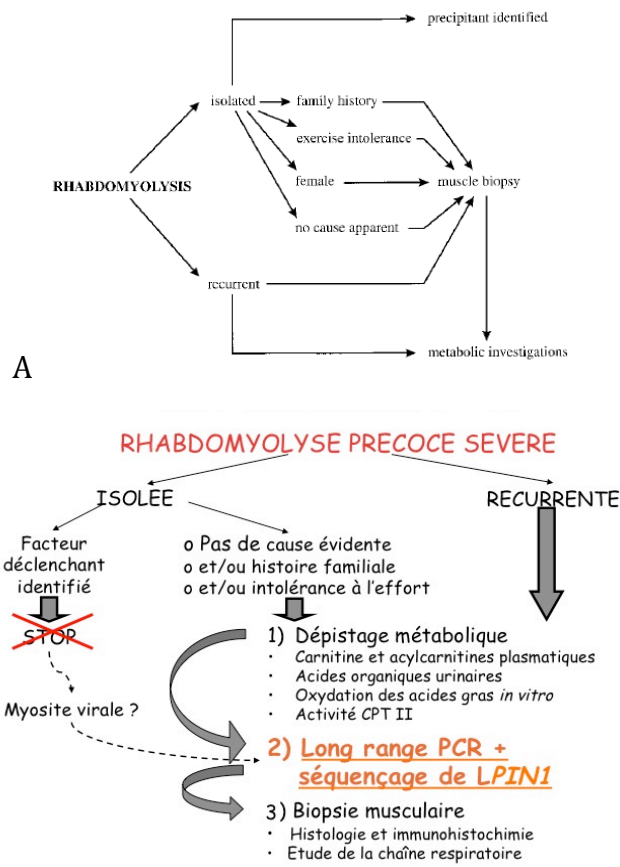 precipitant identified
isolated
family history
exercise intolerance
RHABDOMYOLYSIS
female
muscle biopsy
no cause apparent
recurrent
metabolic investigations
A
RHABDOMYOLYSE PRECOCE SEVERE
ISOLEE
RECURRENTE
Facteur
déclenchant
identifié
o Pas de cause évidente
o et/ou histoire familiale
o et/ou intolérance à l'effort
STOP
1) Dépistage métabolique
· Carnitine et acylcarnitines plasmatiques
· Acides organiques urinaires
· Oxydation des acides gras in vitro
· Activité CPT II
Myosite virale ?
2) Long range PCR +
séquençage de LPIN1
3) Biopsie musculaire
· Histologie et immunohistochimie
· Etude de la chaîne respiratoire